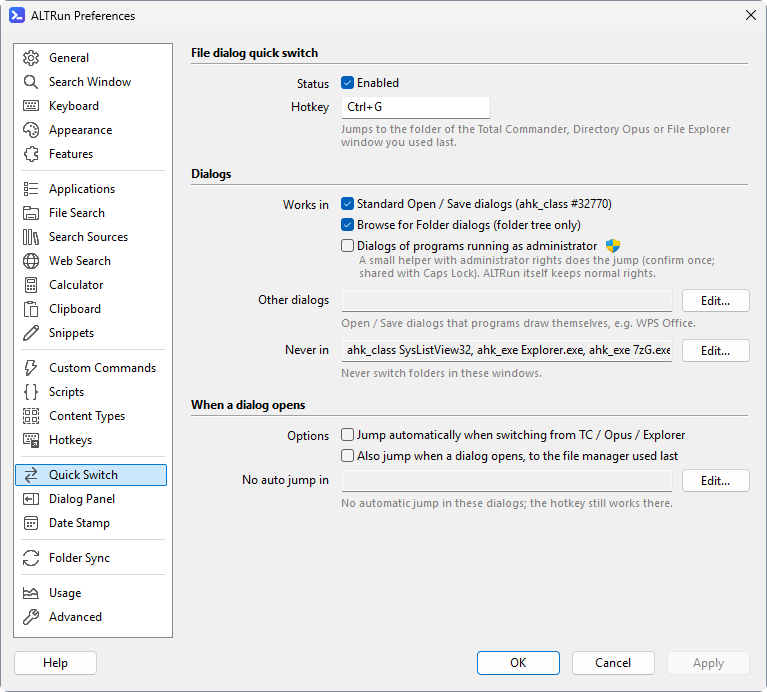 ALTRun Preferences
General
Search Window
Keyboard
Appearance
Features
Applications
File Search
Search Sources
Web Search
Calculator
Clipboard
Snippets
Custom Commands
Scripts
Content Types
Hotkeys
Quick Switch
Dialog Panel
Date Stamp
Folder Sync
Usage
Advanced
File dialog quick switch
Status Enabled
Hotkey Ctrl+G
Jumps to the folder of the Total Commander, Directory Opus or File Explorer
window you used last.
Dialogs
Works in Standard Open / Save dialogs (ahk_class #32770)
Browse for Folder dialogs (folder tree only)
Dialogs of programs running as administrator
A small helper with administrator rights does the jump (confirm once;
shared with Caps Lock). ALTRun itself keeps normal rights.
Other dialogs Edit...
Open / Save dialogs that programs draw themselves, e.g. WPS Office.
Never in ahk_class SysListView32, ahk_exe Explorer.exe, ahk_exe 7zG.exe Edit...
Never switch folders in these windows.
When a dialog opens
Options Jump automatically when switching from TC / Opus / Explorer
Also jump when a dialog opens, to the file manager used last
No auto jump in Edit...
No automatic jump in these dialogs; the hotkey still works there.
Help OK Cancel Apply